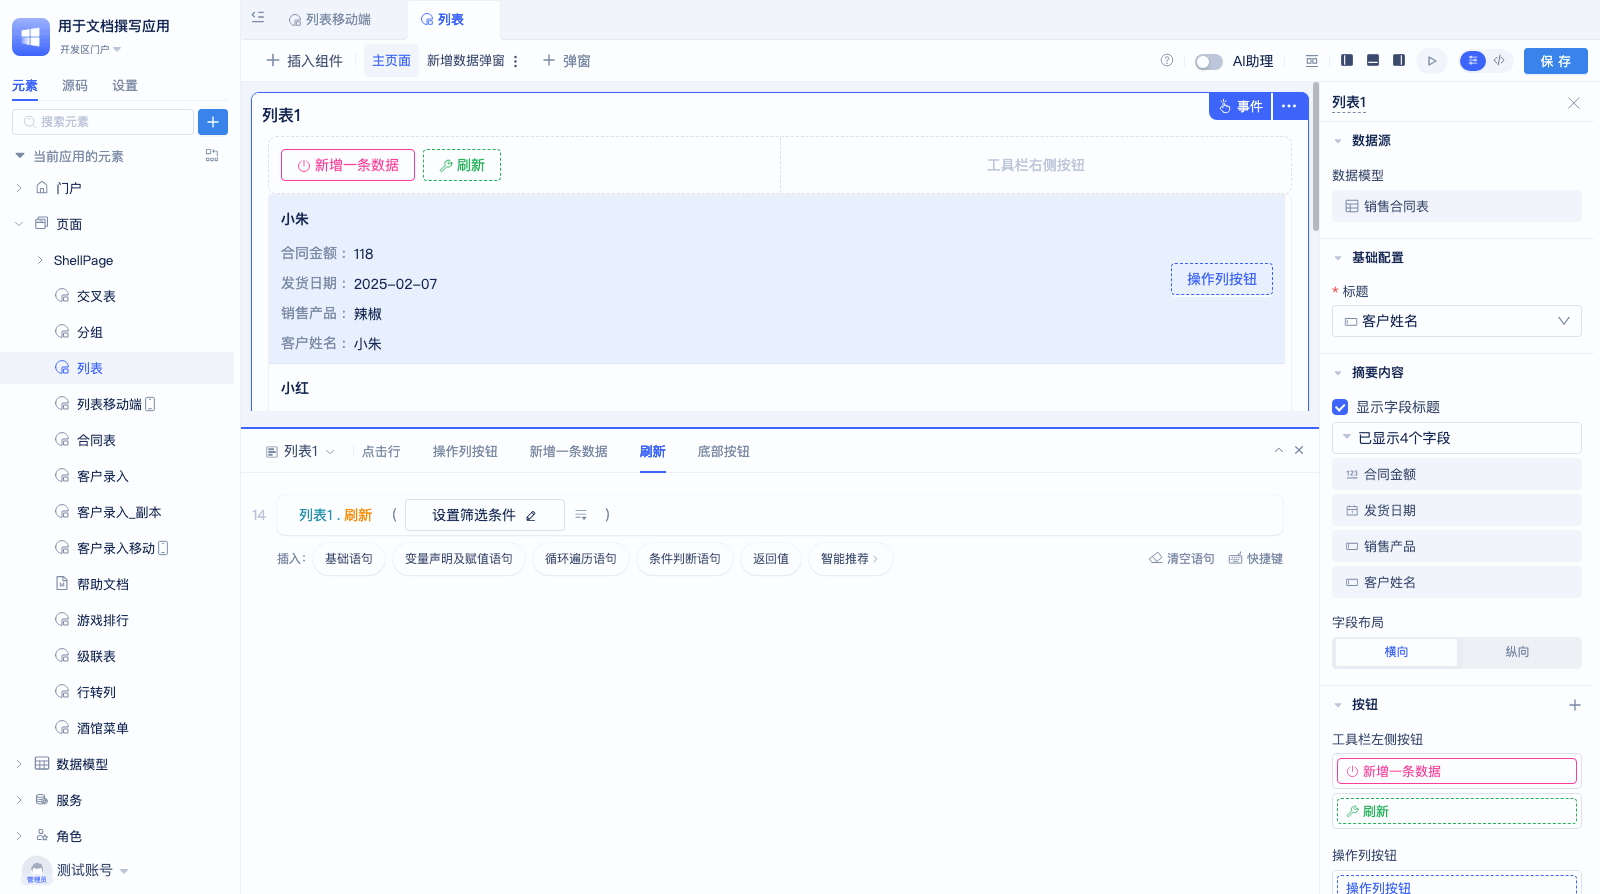 用于文档撰写应用
开发区门户
元素 源码 设置
搜索元素
当前应用的元素
门户
页面
ShellPage
交叉表
分组
列表
列表移动端
合同表
客户录入
客户录入_副本
客户录入移动
帮助文档
游戏排行
级联表
行转列
酒馆菜单
数据模型
服务
角色
管理员
测试账号
列表移动端 列表
插入组件 主页面 新增数据弹窗 弹窗 AI助理 保 存
列表1 事件
新增一条数据 刷新 工具栏右侧按钮
小朱
合同金额： 118
发货日期： 2025-02-07
销售产品： 辣椒
客户姓名： 小朱
操作列按钮
小红
列表1 点击行 操作列按钮 新增一条数据 刷新 底部按钮
14 列表1 . 刷新 ( 设置筛选条件 )
插入： 基础语句 变量声明及赋值语句 循环遍历语句 条件判断语句 返回值 智能推荐 清空语句 快捷键
列表1
数据源
数据模型
销售合同表
基础配置
* 标题
客户姓名
摘要内容
显示字段标题
已显示4个字段
123 合同金额
发货日期
销售产品
客户姓名
字段布局
横向 纵向
按钮
工具栏左侧按钮
新增一条数据
刷新
操作列按钮
操作列按钮